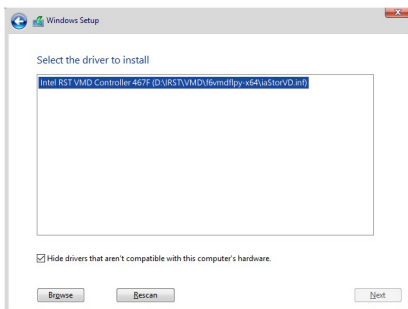 Windows Setup
Select the driver to install
Intel RST VMD Controller 467F (D:\IRST\VMD\f6vmdflpy-x64\iaStorVD.inf)
Hide drivers that aren't compatible with this computer's hardware.
Browse
Rescan
Next